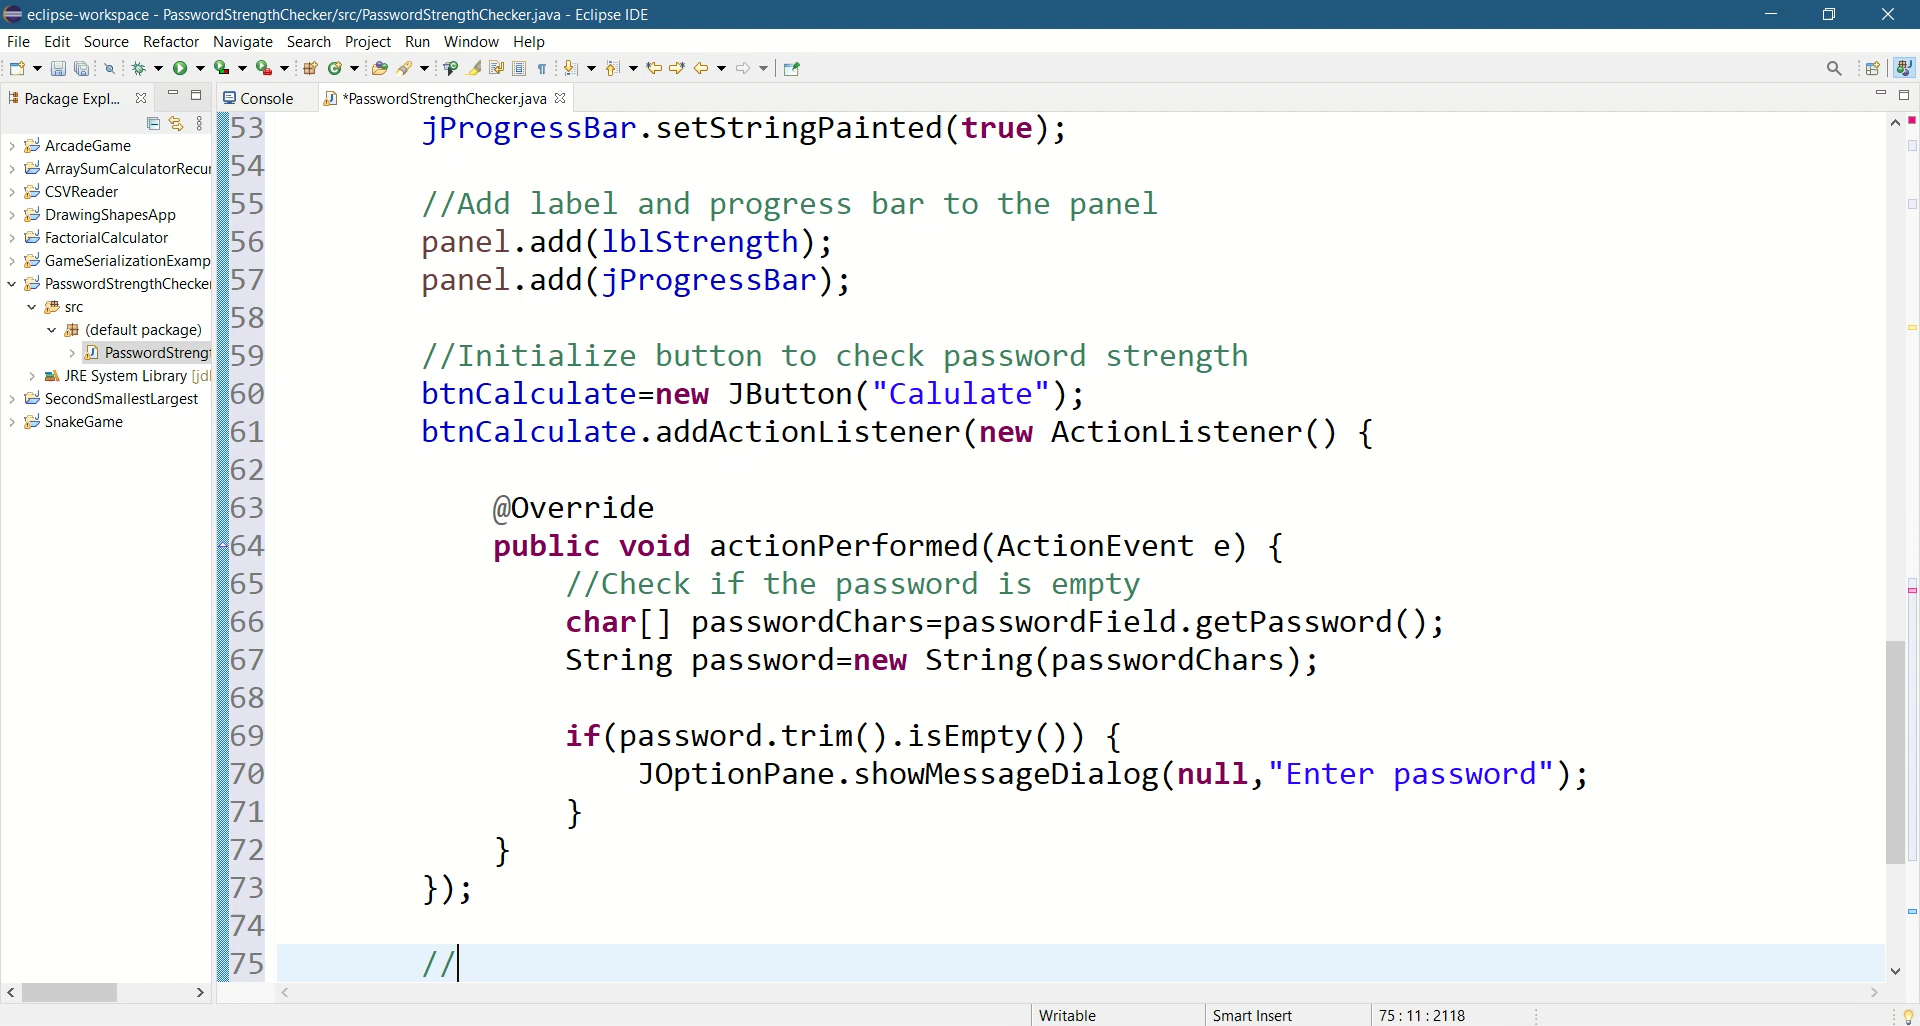 eclipse-workspace - PasswordStrengthChecker/src/PasswordStrengthChecker.java - Eclipse IDE
File Edit Source Refactor Navigate Search Project Run Window Help
Package Expl...
Console
*PasswordStrengthChecker.java
ArcadeGame
ArraySumCalculatorRecur
CSVReader
DrawingShapesApp
FactorialCalculator
GameSerializationExamp
PasswordStrengthChecker
src
(default package)
PasswordStrengt
JRE System Library [jdl
SecondSmallestLargest
SnakeGame
53 jProgressBar.setStringPainted(true);
54
55 //Add label and progress bar to the panel
56 panel.add(lblStrength);
57 panel.add(jProgressBar);
58
59 //Initialize button to check password strength
60 btnCalculate=new JButton("Calulate");
61 btnCalculate.addActionListener(new ActionListener() {
62
63 @Override
64 public void actionPerformed(ActionEvent e) {
65 //Check if the password is empty
66 char[] passwordChars=passwordField.getPassword();
67 String password=new String(passwordChars);
68
69 if(password.trim().isEmpty()) {
70 JOptionPane.showMessageDialog(null,"Enter password");
71 }
72 }
73 });
74
75 //
Writable
Smart Insert
75 : 11 : 2118